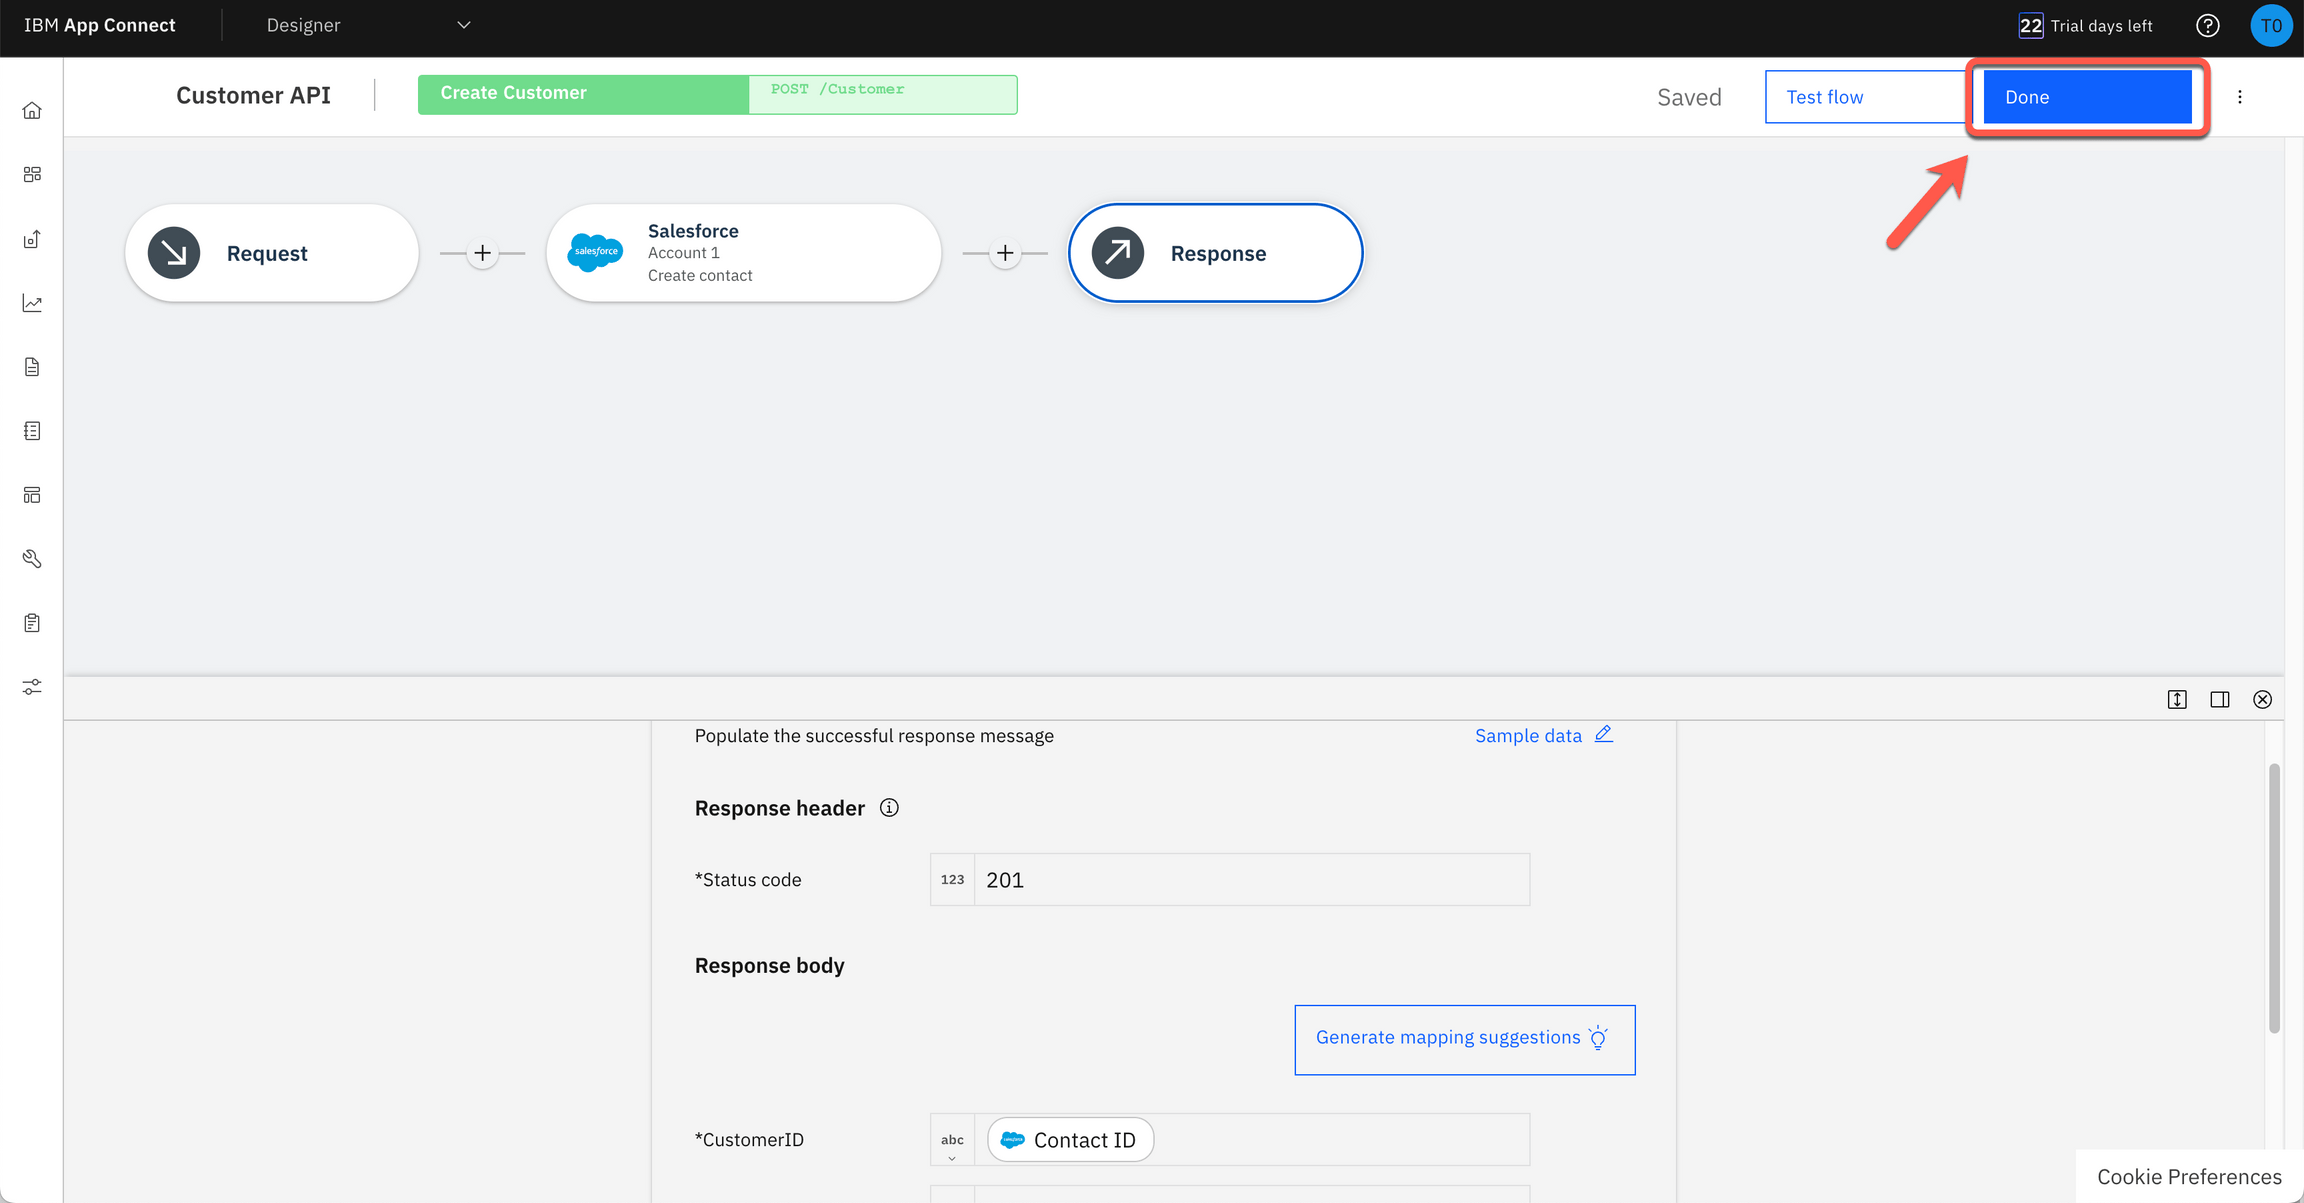 IBM App Connect
Designer
22 Trial days left
T0
Customer API
Create Customer
POST /Customer
Saved
Test flow
Done
Request
salesforce
Salesforce
Account 1
Create contact
Response
Populate the successful response message
Sample data
Response header
*Status code
123
201
Response body
Generate mapping suggestions
*CustomerID
abc
Contact ID
Cookie Preferences